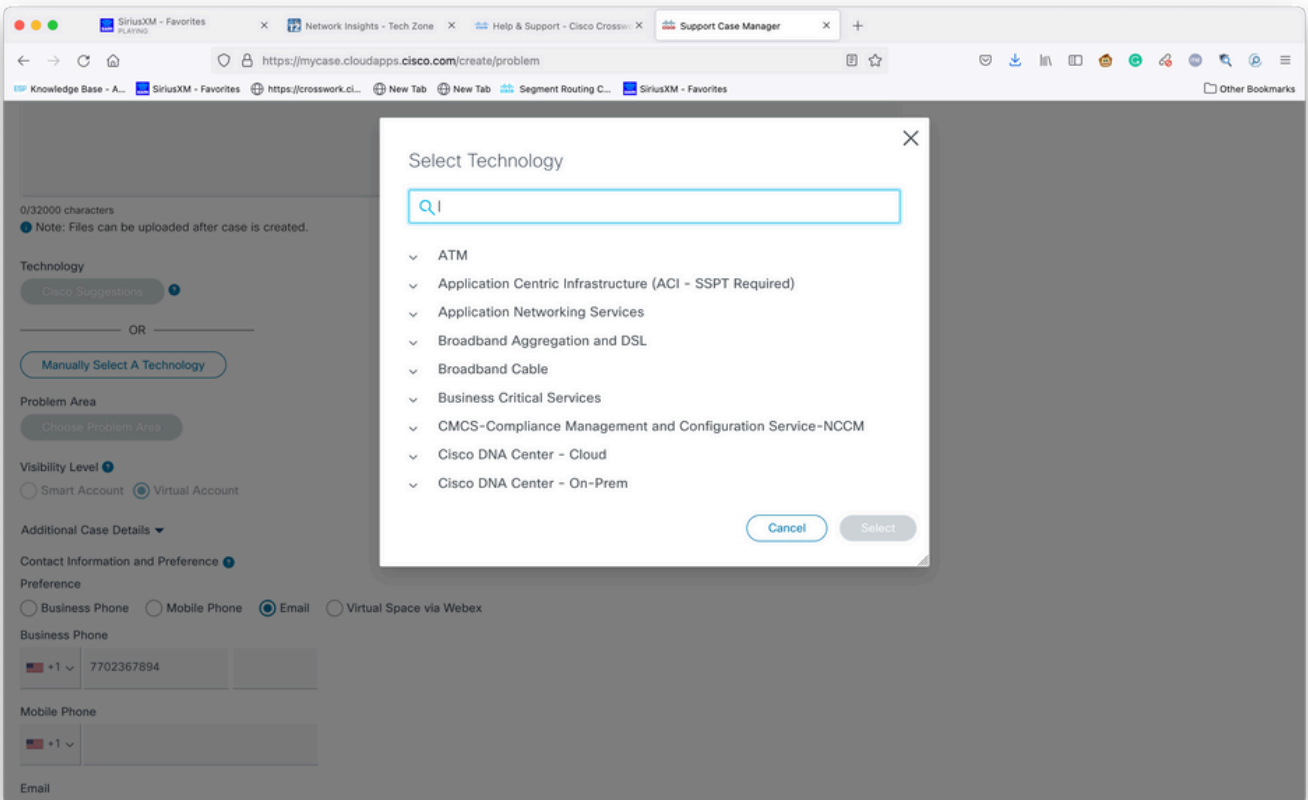 SiriusXM - Favorites
PLAYING
Network Insights - Tech Zone
Help & Support - Cisco Crossw
Support Case Manager
https://mycase.cloudapps.cisco.com/create/problem
Knowledge Base - A...
SiriusXM - Favorites
https://crosswork.ci...
New Tab
New Tab
Segment Routing C...
SiriusXM - Favorites
Other Bookmarks
Select Technology
ATM
Application Centric Infrastructure (ACI - SSPT Required)
Application Networking Services
Broadband Aggregation and DSL
Broadband Cable
Business Critical Services
CMCS-Compliance Management and Configuration Service-NCCM
Cisco DNA Center - Cloud
Cisco DNA Center - On-Prem
Cancel
Select
0/32000 characters
Note: Files can be uploaded after case is created.
Technology
Cisco Suggestions
OR
Manually Select A Technology
Problem Area
Choose Problem Area
Visibility Level
Smart Account
Virtual Account
Additional Case Details
Contact Information and Preference
Preference
Business Phone
Mobile Phone
Email
Virtual Space via Webex
Business Phone
+1
7702367894
Mobile Phone
+1
Email